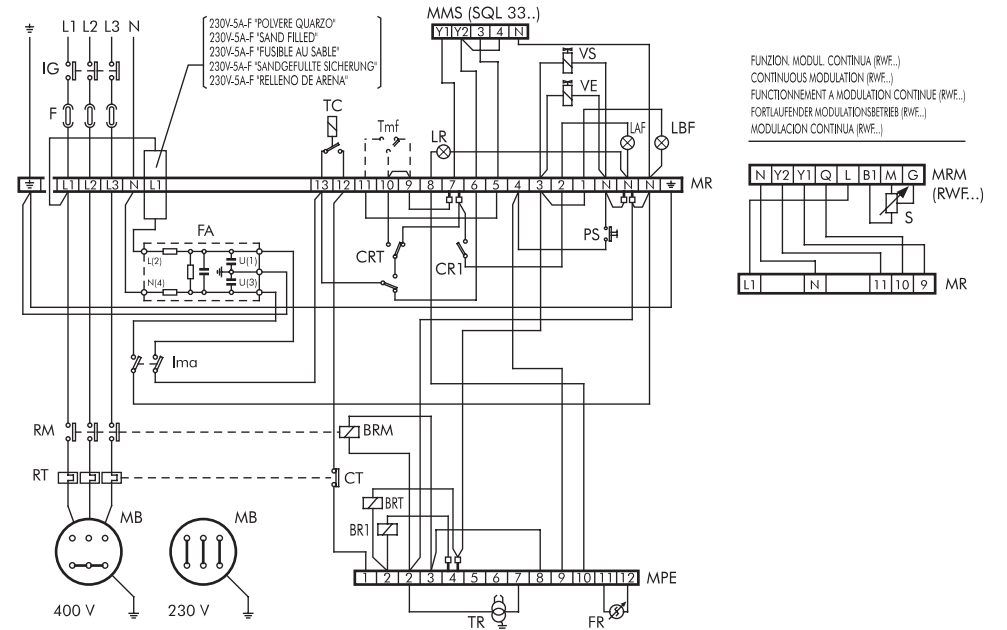 L1 L2 L3 N
IG
F
230V-5A-F "POLVERE QUARZO"
230V-5A-F "SAND FILLED"
230V-5A-F "FUSIBLE AU SABLE"
230V-5A-F "SANDGEFULLTE SICHERUNG"
230V-5A-F "RELLENO DE ARENA"
MMS (SQL 33..)
Y1 Y2 3 4 N
TC
Tmf
LR
VS
VE
LAF
LBF
L1 L2 L3 N L1 13 12 11 10 9 8 7 6 5 4 3 2 1 N N N
MR
FA
L(2) U(1)
N(4) U(3)
CRT
CR1
PS
Ima
RM
BRM
RT
CT
BRT
BR1
MB
400 V
MB
230 V
1 2 2 3 4 5 6 7 8 9 10 11 12
MPE
TR
FR
FUNZION. MODUL. CONTINUA (RWF...)
CONTINUOUS MODULATION (RWF...)
FUNCTIONNEMENT A MODULATION CONTINUE (RWF...)
FORTLAUFENDER MODULATIONSBETRIEB (RWF...)
MODULACION CONTINUA (RWF...)
N Y2 Y1 Q L B1 M G
MRM
(RWF...)
S
L1 N 11 10 9
MR